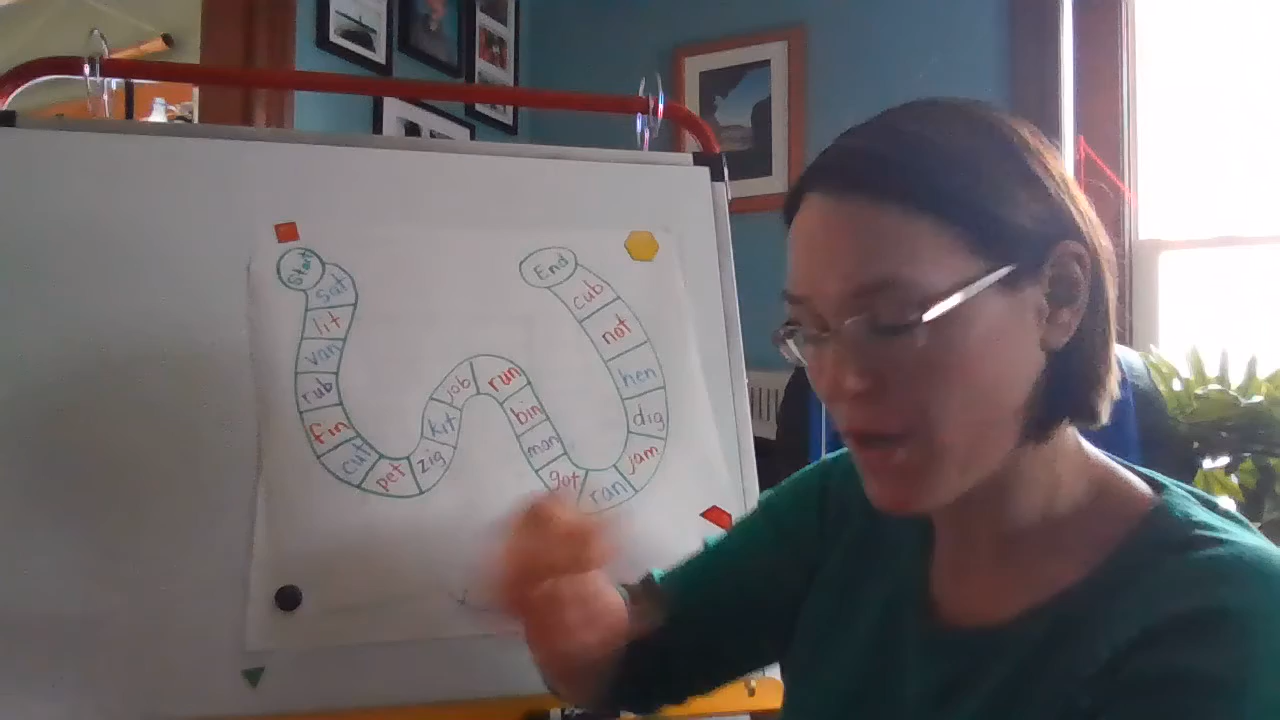 Start
sat
lit
van
rub
fin
cut
pet
zig
kit
job
run
bin
man
got
ran
jam
dig
hen
not
cub
End